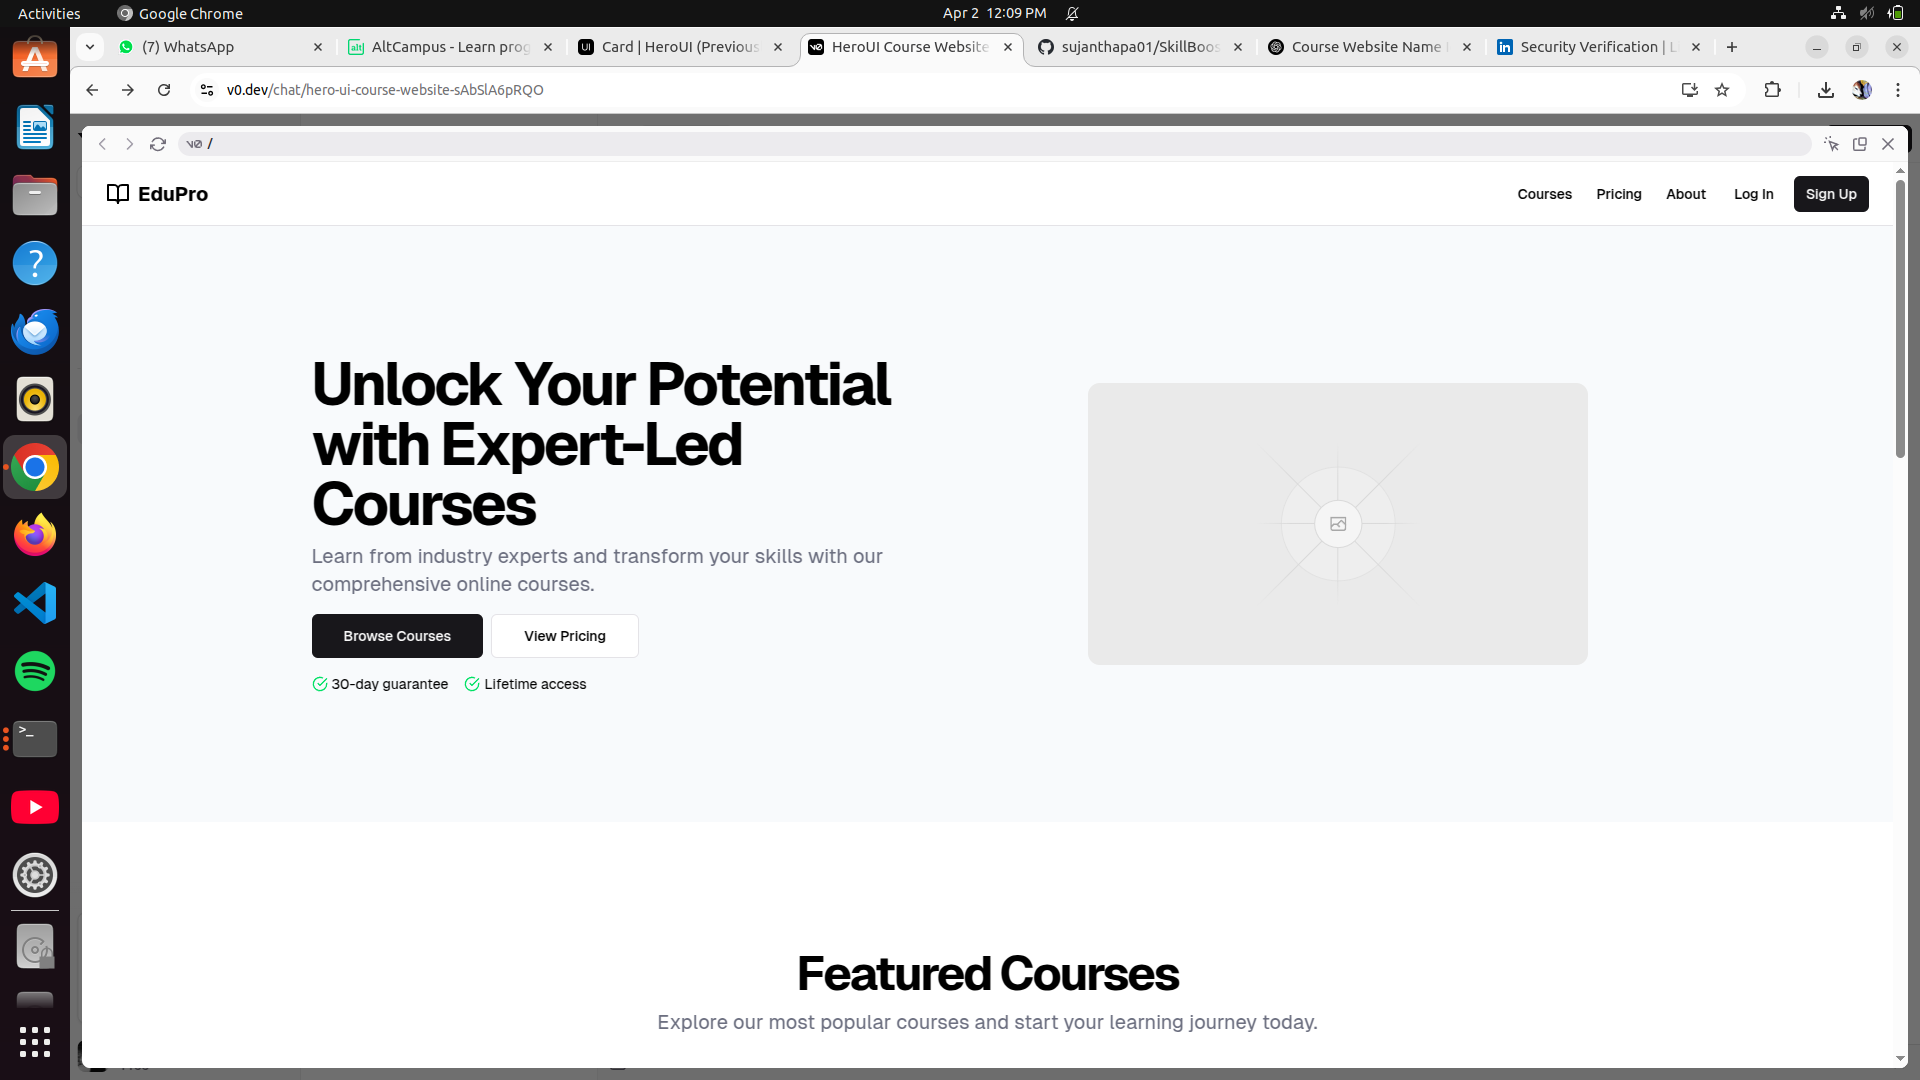 Activities
Google Chrome
Apr 2 12:09 PM
(7) WhatsApp
AltCampus - Learn prog
Card | HeroUI (Previous
HeroUI Course Website
sujanthapa01/SkillBoos
Course Website Name
Security Verification |
v0.dev/chat/hero-ui-course-website-sAbSlA6pRQO
v0 /
EduPro
Courses
Pricing
About
Log In
Sign Up
Unlock Your Potential
with Expert-Led
Courses
Learn from industry experts and transform your skills with our
comprehensive online courses.
Browse Courses
View Pricing
30-day guarantee
Lifetime access
Featured Courses
Explore our most popular courses and start your learning journey today.